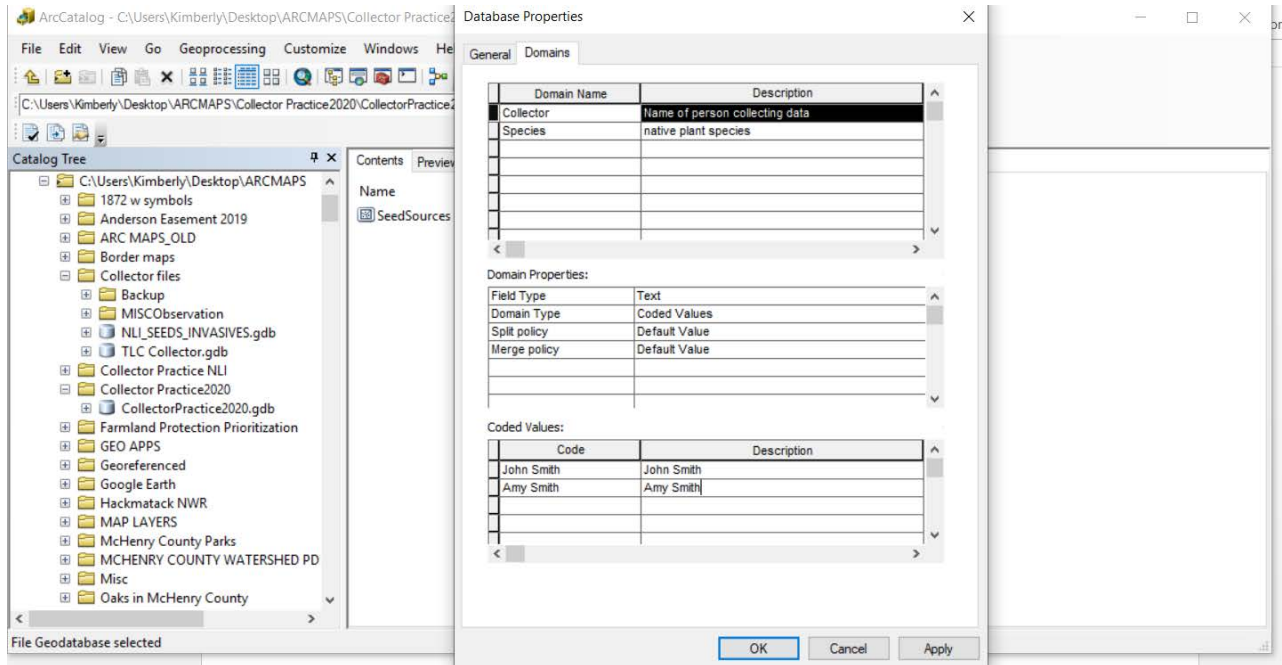 ArcCatalog - C:\Users\Kimberly\Desktop\ARCMAPS\Collector Practice2
File Edit View Go Geoprocessing Customize Windows He
C:\Users\Kimberly\Desktop\ARCMAPS\Collector Practice2020\CollectorPractice2
Catalog Tree
C:\Users\Kimberly\Desktop\ARCMAPS
1872 w symbols
Anderson Easement 2019
ARC MAPS_OLD
Border maps
Collector files
Backup
MISCObservation
NLI_SEEDS_INVASIVES.gdb
TLC Collector.gdb
Collector Practice NLI
Collector Practice2020
CollectorPractice2020.gdb
Farmland Protection Prioritization
GEO APPS
Georeferenced
Google Earth
Hackmatack NWR
MAP LAYERS
McHenry County Parks
MCHENRY COUNTY WATERSHED PD
Misc
Oaks in McHenry County
File Geodatabase selected
Contents Preview
Name
SeedSources
Database Properties
General Domains
Domain Name Description
Collector Name of person collecting data
Species native plant species
Domain Properties:
Field Type Text
Domain Type Coded Values
Split policy Default Value
Merge policy Default Value
Coded Values:
Code Description
John Smith John Smith
Amy Smith Amy Smith
OK Cancel Apply